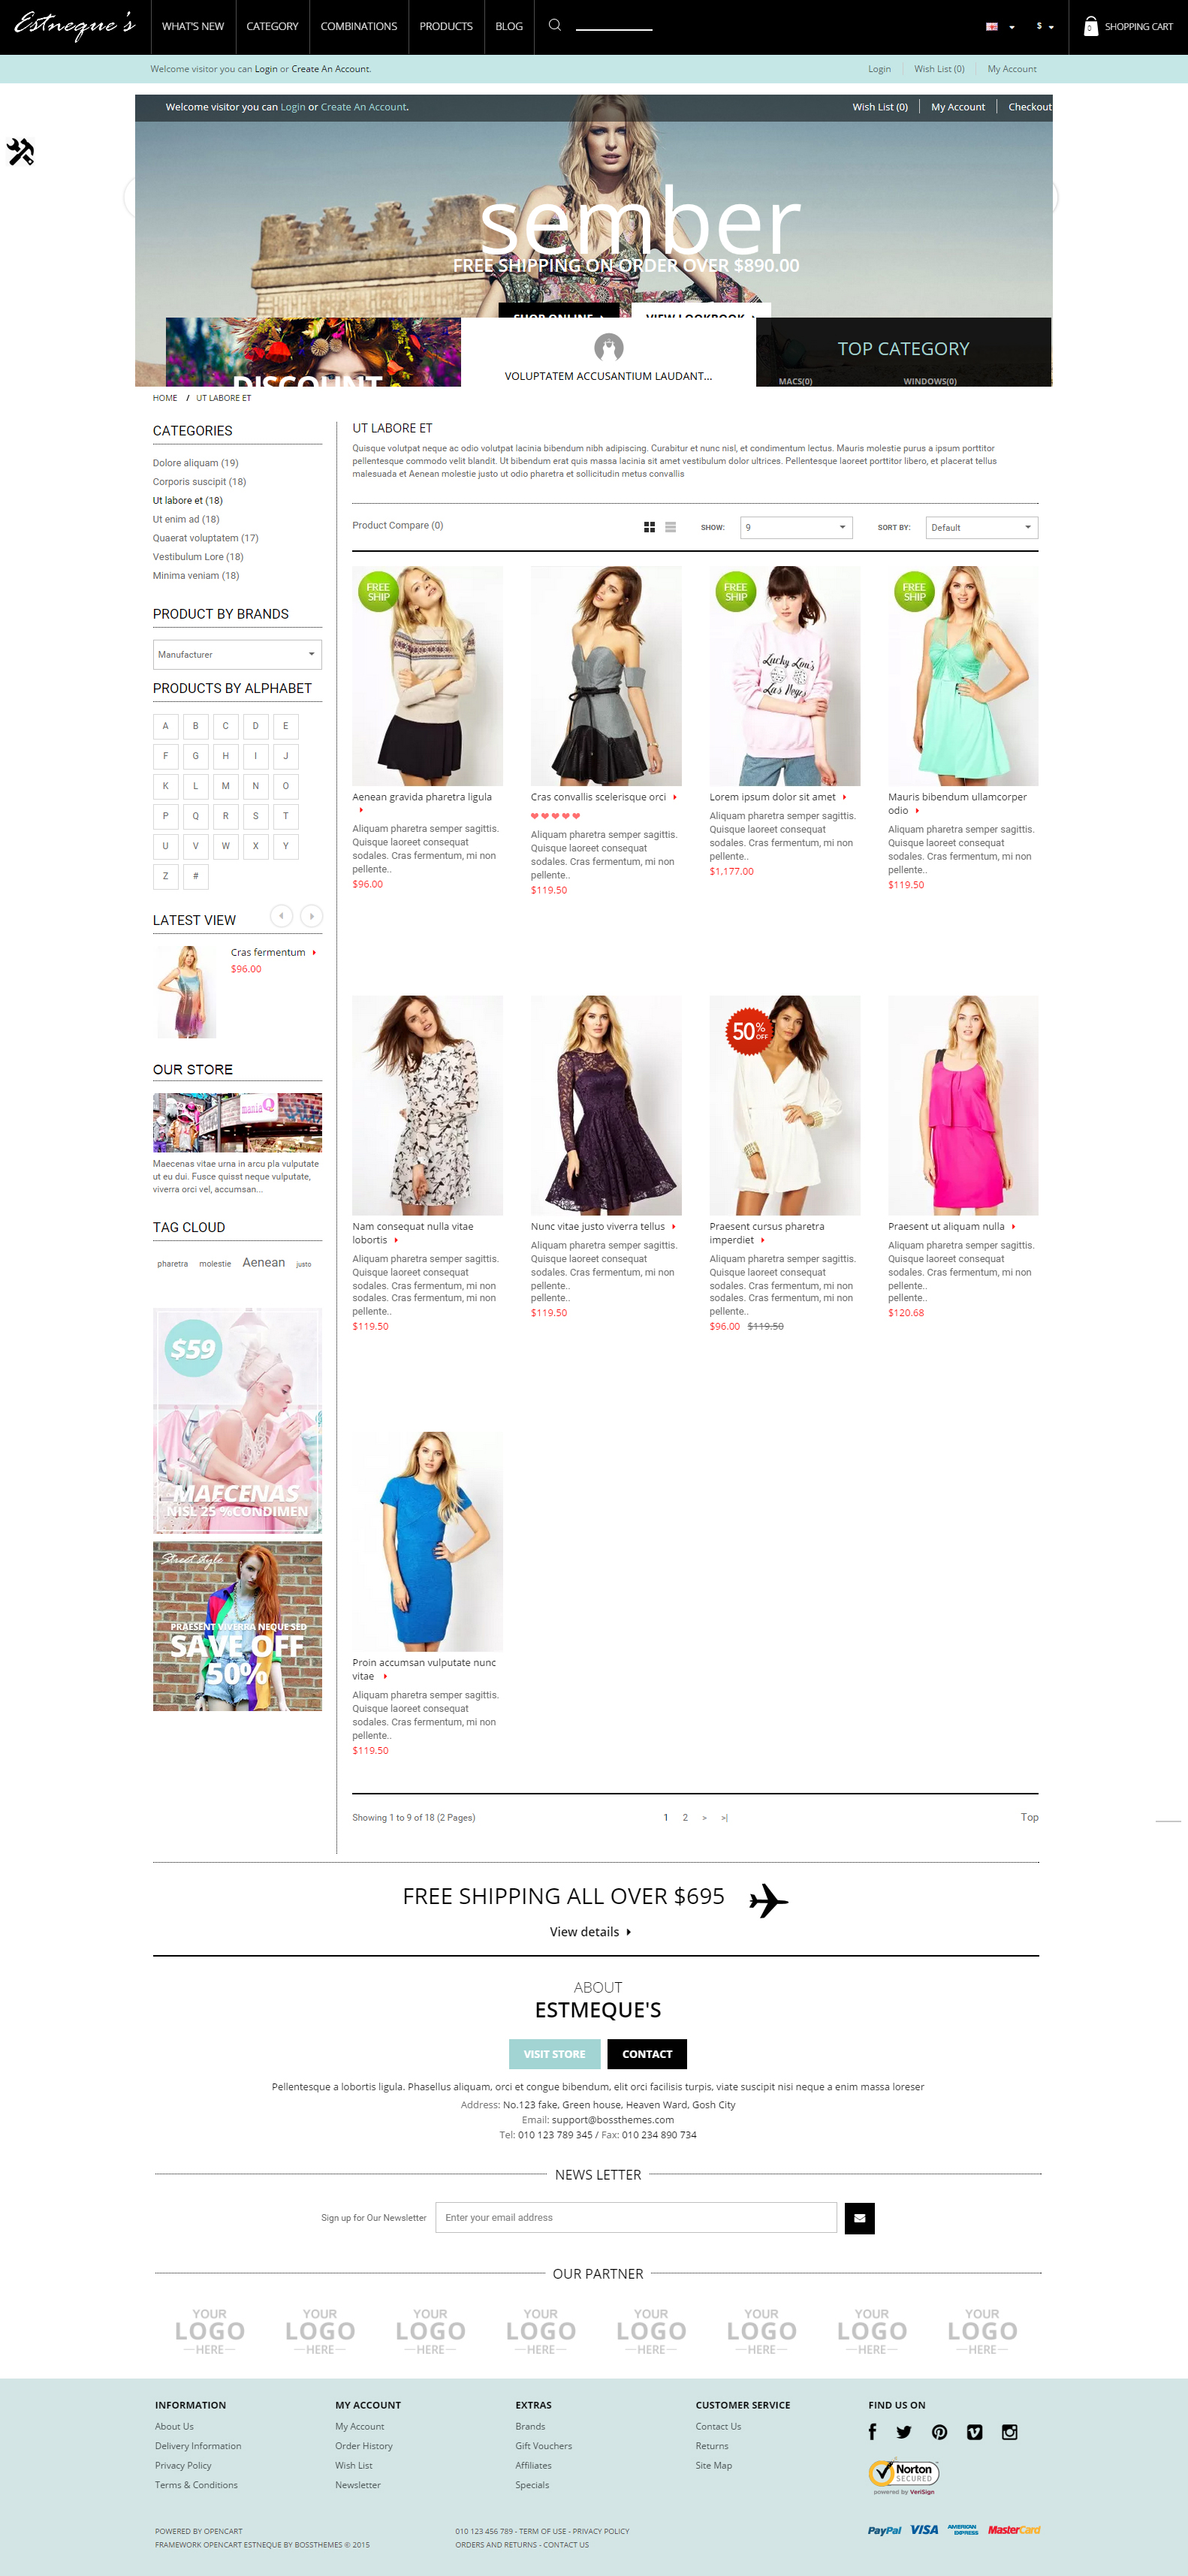 Estneque's
WHAT'S NEW
CATEGORY
COMBINATIONS
PRODUCTS
BLOG
$
0
SHOPPING CART
Welcome visitor you can Login or Create An Account.
Login
Wish List (0)
My Account
Welcome visitor you can Login or Create An Account.
Wish List (0)
My Account
Checkout
sember
FREE SHIPPING ON ORDER OVER $890.00
SHOP ONLINE
VIEW LOOKBOOK
DISCOUNT
VOLUPTATEM ACCUSANTIUM LAUDANT...
TOP CATEGORY
MACS(0)
WINDOWS(0)
HOME / UT LABORE ET
CATEGORIES
Dolore aliquam (19)
Corporis suscipit (18)
Ut labore et (18)
Ut enim ad (18)
Quaerat voluptatem (17)
Vestibulum Lore (18)
Minima veniam (18)
PRODUCT BY BRANDS
Manufacturer
PRODUCTS BY ALPHABET
A B C D E
F G H I J
K L M N O
P Q R S T
U V W X Y
Z #
LATEST VIEW
Cras fermentum
$96.00
OUR STORE
maniaQ
Maecenas vitae urna in arcu pla vulputate
ut eu dui. Fusce quisst neque vulputate,
viverra orci vel, accumsan...
TAG CLOUD
pharetra molestie Aenean justo
$59
MAECENAS
NISL 25 %CONDIMEN
Street style
PRAESENT VIVERRA NEQUE SED
SAVE OFF
50%
UT LABORE ET
Quisque volutpat neque ac odio volutpat lacinia bibendum nibh adipiscing. Curabitur et nunc nisl, et condimentum lectus. Mauris molestie purus a ipsum porttitor
pellentesque commodo velit blandit. Ut bibendum erat quis massa lacinia sit amet vestibulum dolor ultrices. Pellentesque laoreet porttitor libero, et placerat tellus
malesuada et Aenean molestie justo ut odio pharetra et sollicitudin metus convallis
Product Compare (0)
SHOW:
9
SORT BY:
Default
FREE
SHIP
Aenean gravida pharetra ligula
Aliquam pharetra semper sagittis.
Quisque laoreet consequat
sodales. Cras fermentum, mi non
pellente..
$96.00
Cras convallis scelerisque orci
Aliquam pharetra semper sagittis.
Quisque laoreet consequat
sodales. Cras fermentum, mi non
pellente..
$119.50
FREE
SHIP
Lucky Lou's
Las Vegas
Lorem ipsum dolor sit amet
Aliquam pharetra semper sagittis.
Quisque laoreet consequat
sodales. Cras fermentum, mi non
pellente..
$1,177.00
FREE
SHIP
Mauris bibendum ullamcorper
odio
Aliquam pharetra semper sagittis.
Quisque laoreet consequat
sodales. Cras fermentum, mi non
pellente..
$119.50
Nam consequat nulla vitae
lobortis
Aliquam pharetra semper sagittis.
Quisque laoreet consequat
sodales. Cras fermentum, mi non
sodales. Cras fermentum, mi non
pellente..
$119.50
Nunc vitae justo viverra tellus
Aliquam pharetra semper sagittis.
Quisque laoreet consequat
sodales. Cras fermentum, mi non
pellente..
pellente..
$119.50
50% OFF
Praesent cursus pharetra
imperdiet
Aliquam pharetra semper sagittis.
Quisque laoreet consequat
sodales. Cras fermentum, mi non
sodales. Cras fermentum, mi non
pellente..
$96.00 $119.50
Praesent ut aliquam nulla
Aliquam pharetra semper sagittis.
Quisque laoreet consequat
sodales. Cras fermentum, mi non
pellente..
pellente..
$120.68
Proin accumsan vulputate nunc
vitae
Aliquam pharetra semper sagittis.
Quisque laoreet consequat
sodales. Cras fermentum, mi non
pellente..
$119.50
Showing 1 to 9 of 18 (2 Pages)
1 2 > >|
Top
FREE SHIPPING ALL OVER $695
View details
ABOUT
ESTMEQUE'S
VISIT STORE
CONTACT
Pellentesque a lobortis ligula. Phasellus aliquam, orci et congue bibendum, elit orci facilisis turpis, viate suscipit nisi neque a enim massa loreser
Address: No.123 fake, Green house, Heaven Ward, Gosh City
Email: support@bossthemes.com
Tel: 010 123 789 345 / Fax: 010 234 890 734
NEWS LETTER
Sign up for Our Newsletter
Enter your email address
OUR PARTNER
YOUR LOGO HERE
YOUR LOGO HERE
YOUR LOGO HERE
YOUR LOGO HERE
YOUR LOGO HERE
YOUR LOGO HERE
YOUR LOGO HERE
YOUR LOGO HERE
INFORMATION
About Us
Delivery Information
Privacy Policy
Terms & Conditions
MY ACCOUNT
My Account
Order History
Wish List
Newsletter
EXTRAS
Brands
Gift Vouchers
Affiliates
Specials
CUSTOMER SERVICE
Contact Us
Returns
Site Map
FIND US ON
Norton
SECURED
powered by VeriSign
POWERED BY OPENCART
FRAMEWORK OPENCART ESTNEQUE BY BOSSTHEMES © 2015
010 123 456 789 - TERM OF USE - PRIVACY POLICY
ORDERS AND RETURNS - CONTACT US
PayPal VISA AMERICAN EXPRESS MasterCard